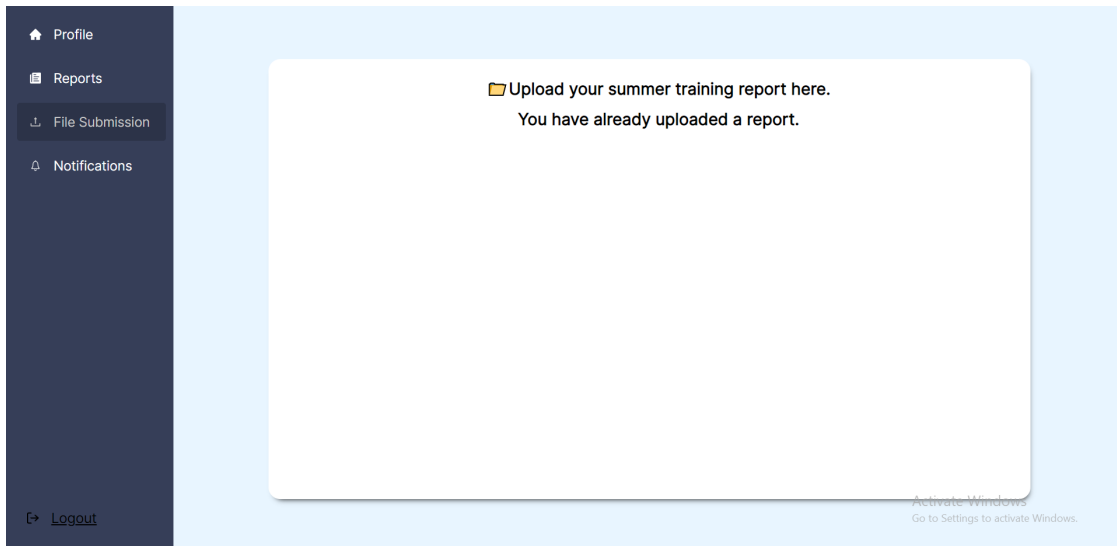 Profile
Reports
File Submission
Notifications
Logout
Upload your summer training report here.
You have already uploaded a report.
Activate Windows
Go to Settings to activate Windows.